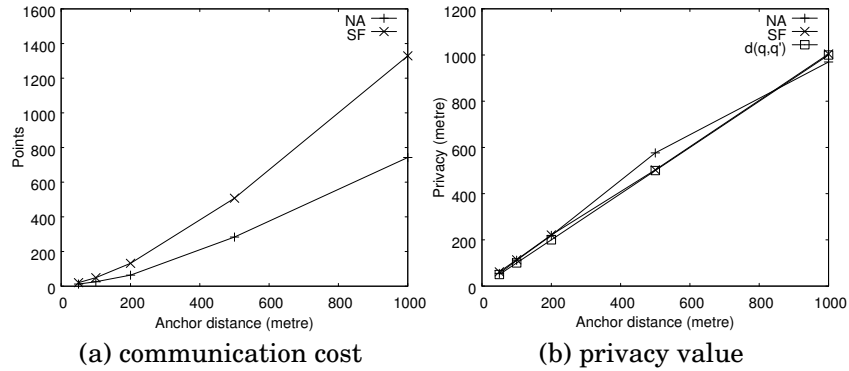 1600
1400
1200
1000
800
600
400
200
0
Points
0 200 400 600 800 1000
Anchor distance (metre)
NA
SF
(a) communication cost
1200
1000
800
600
400
200
0
Privacy (metre)
0 200 400 600 800 1000
Anchor distance (metre)
NA
SF
d(q,q')
(b) privacy value